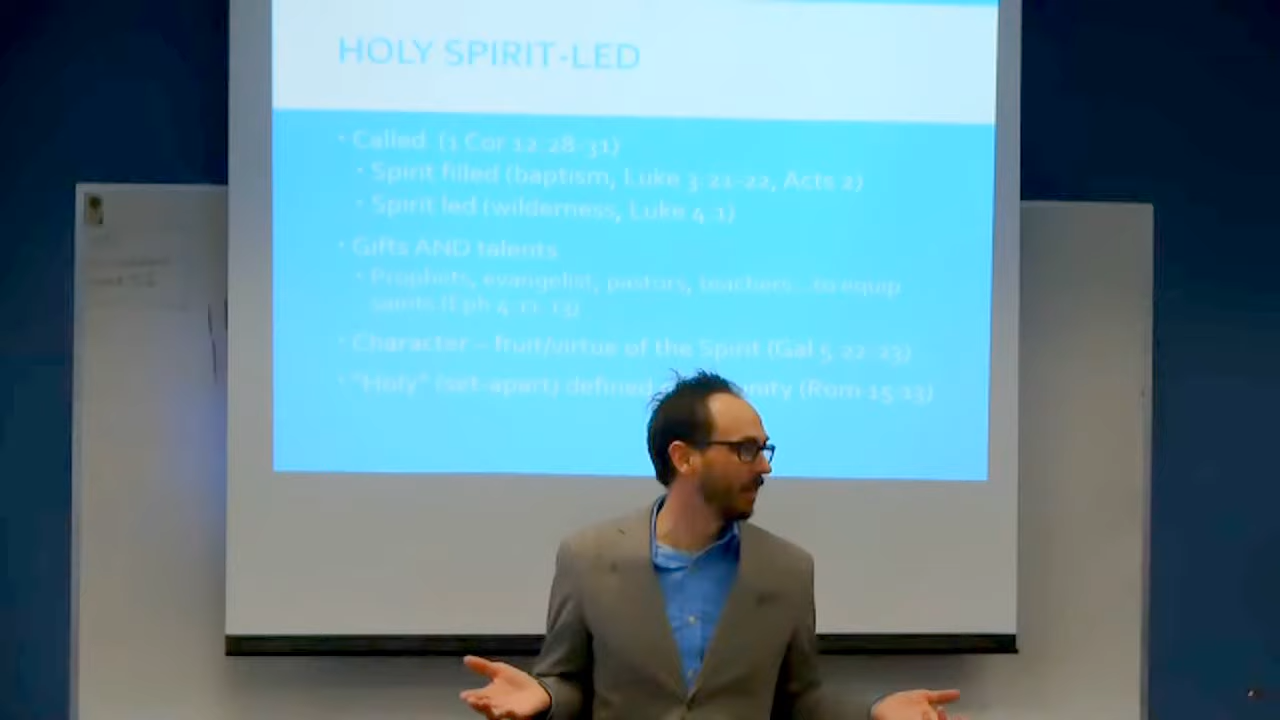 HOLY SPIRIT-LED
• Called (1 Cor 12:28-31)
• Spirit filled (baptism, Luke 3:21-22, Acts 2)
• Spirit led (wilderness, Luke 4:1)
• Gifts AND talents
• Prophets, evangelist, pastors, teachers...to equip
saints (Eph 4:11-13)
• Character – fruit/virtue of the Spirit (Gal 5:22-23)
• "Holy" (set-apart) defined (Rom 15:13)